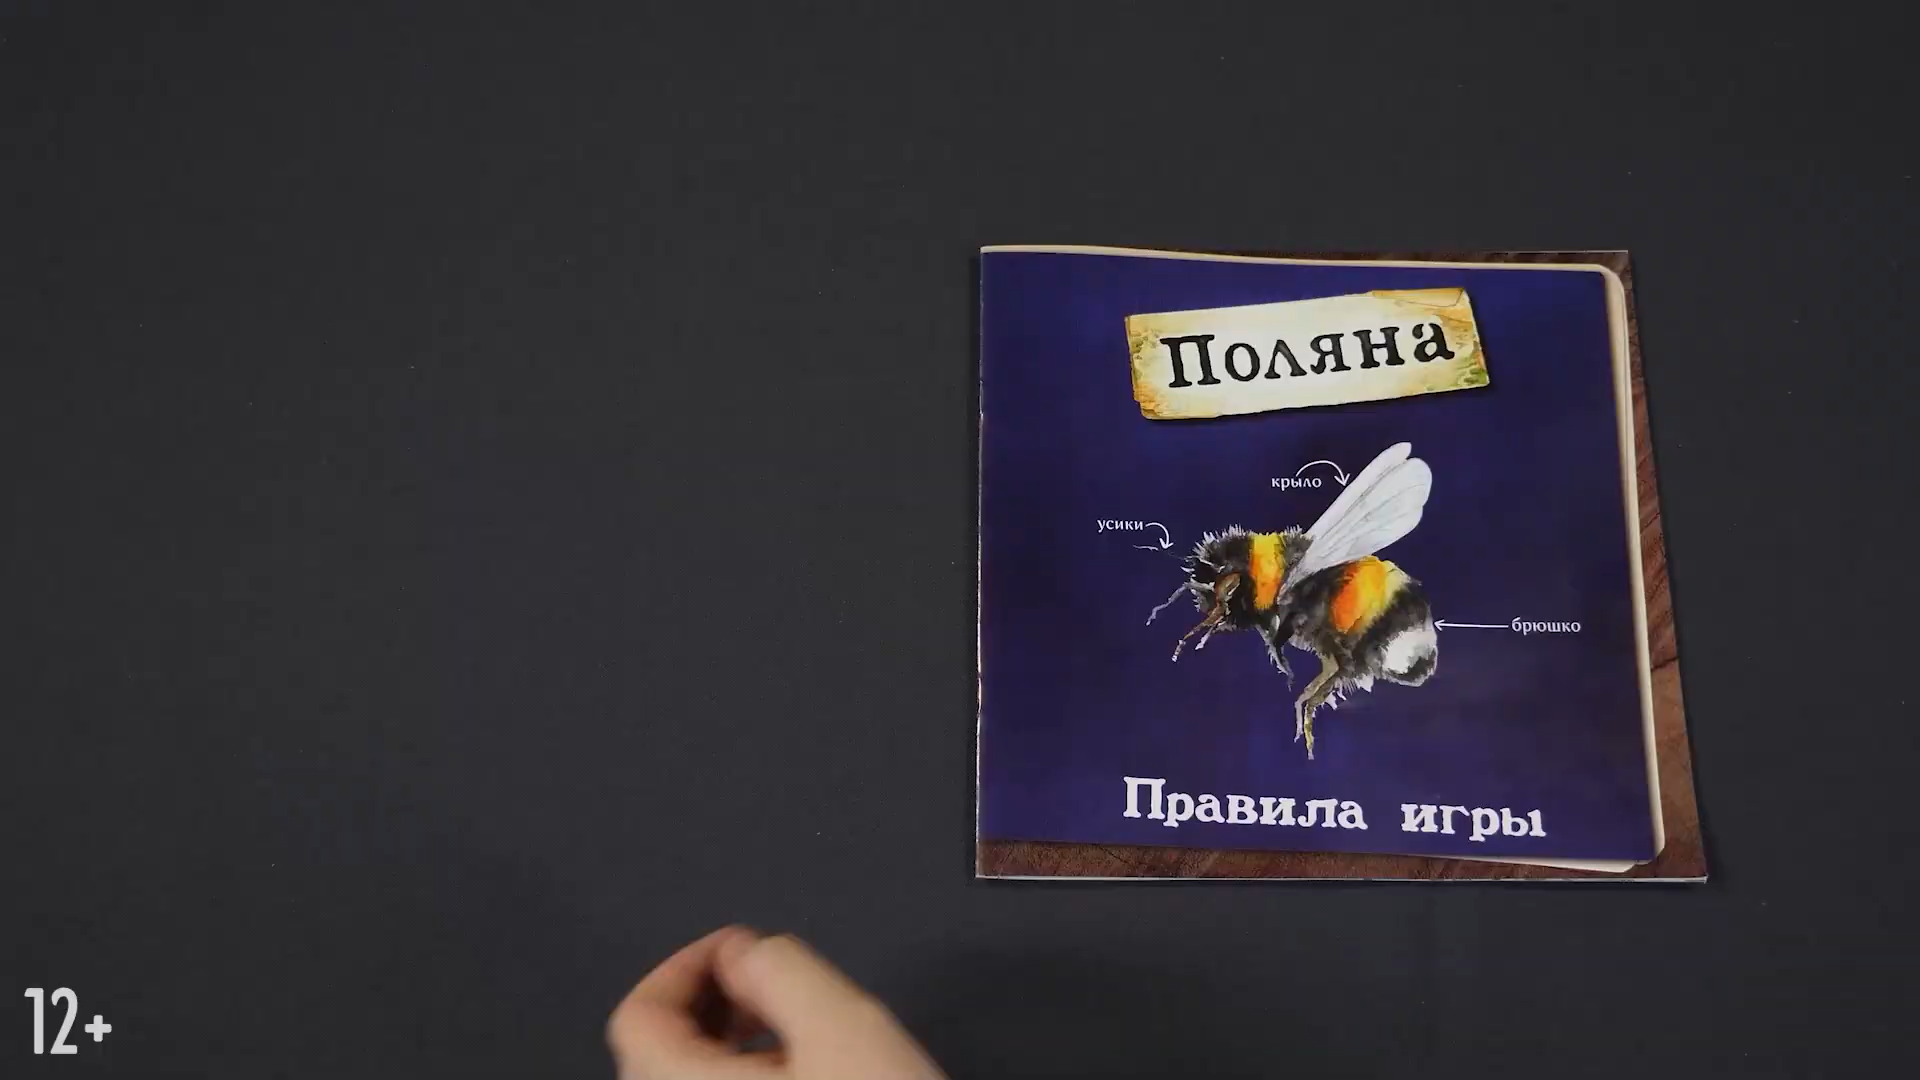 Поляна
крыло
усики
брюшко
Правила игры
12+